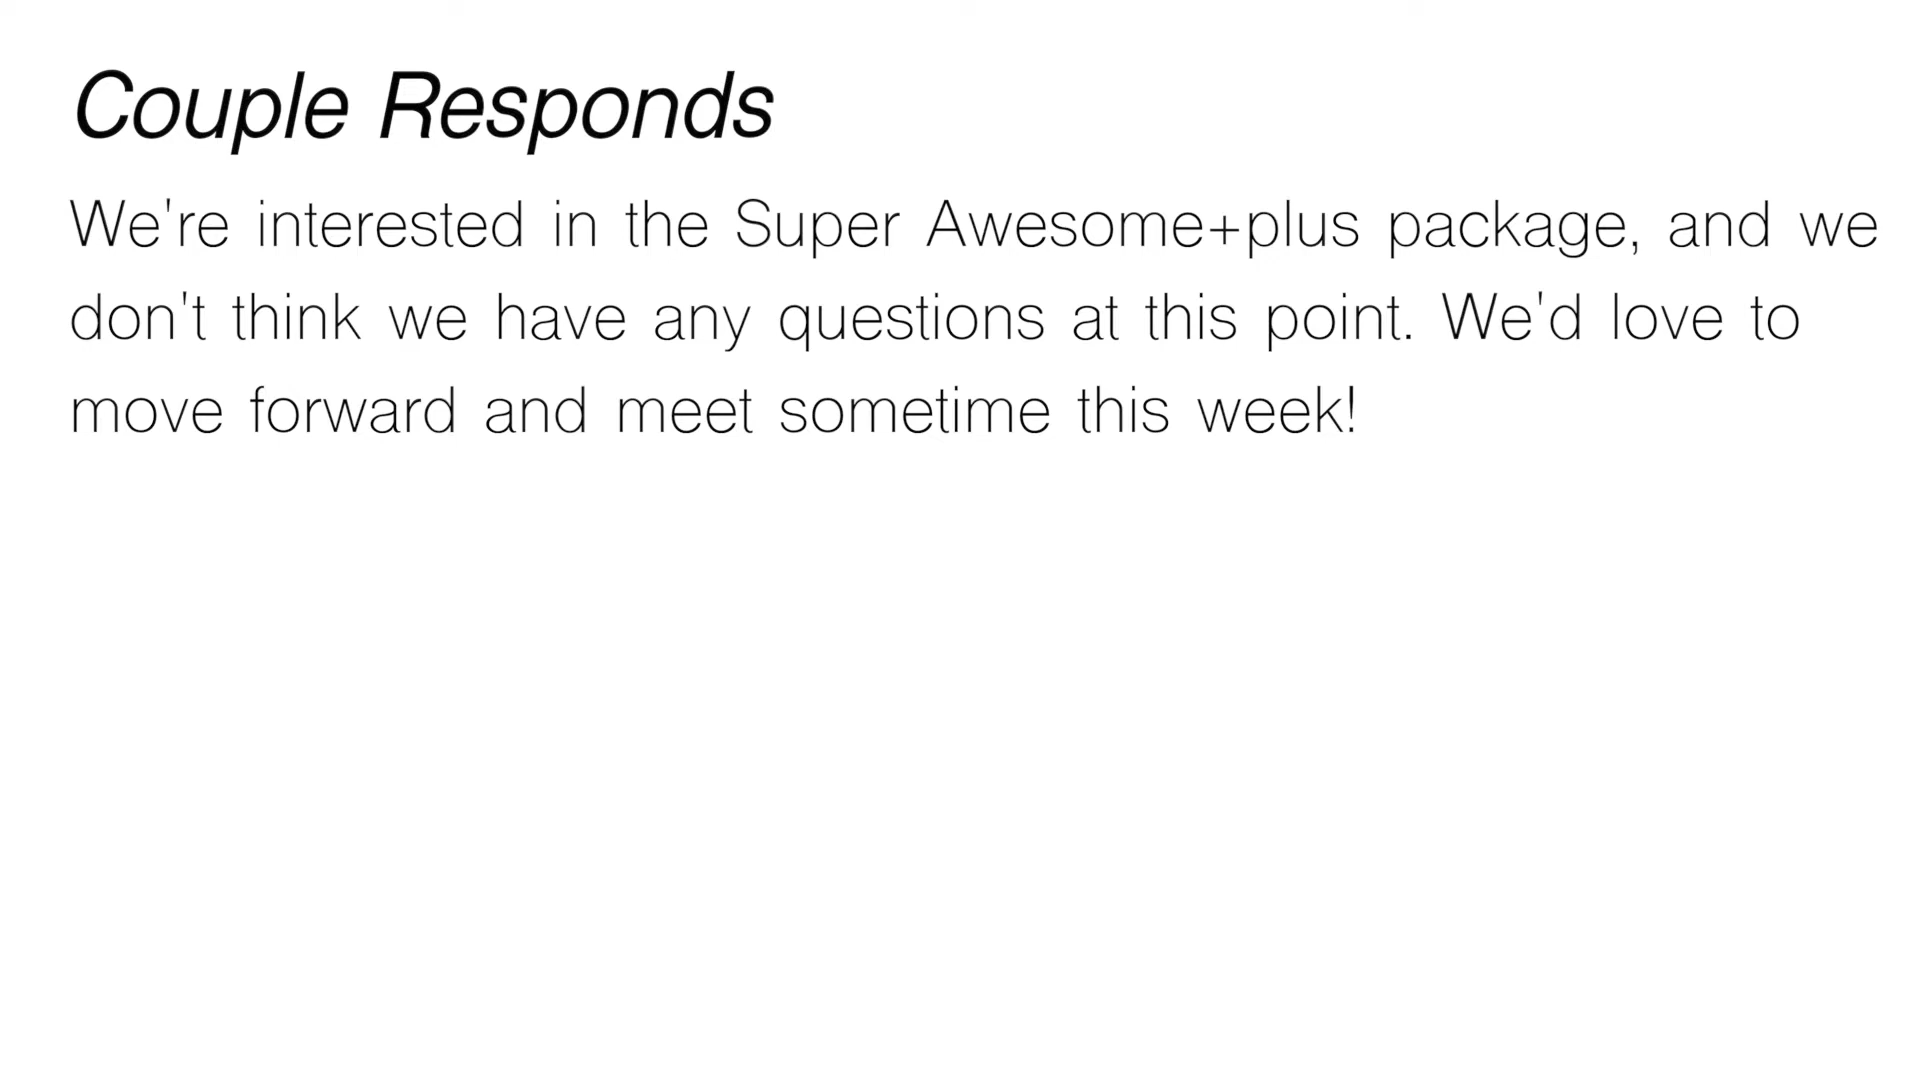 Couple Responds
We're interested in the Super Awesome+plus package, and we
don't think we have any questions at this point. We'd love to
move forward and meet sometime this week!